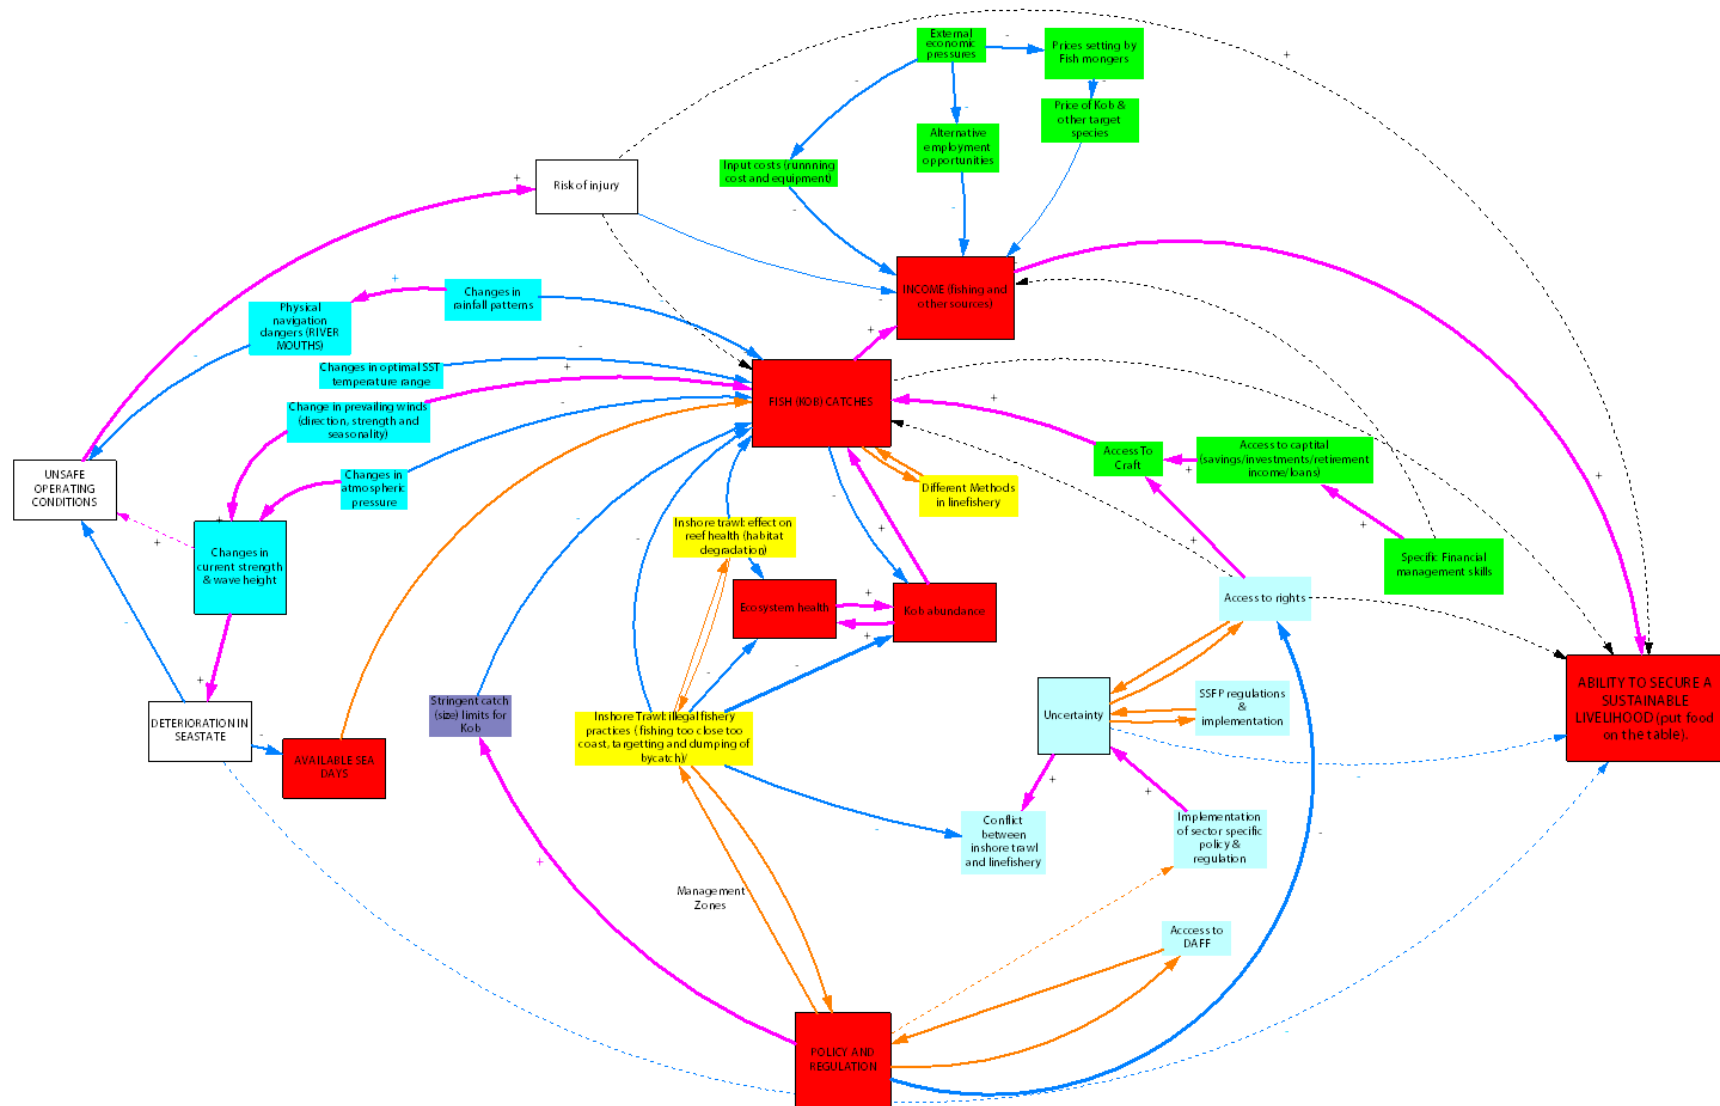 External
economic
pressures
Prices setting by
Fish mongers
Price of Kob &
other target
species
Alternative
employment
opportunities
Input costs (runnning
cost and equipment)
Risk of injury
INCOME (fishing and
other sources)
Changes in
rainfall patterns
Physical
navigation
dangers (RIVER
MOUTHS)
Changes in optimal SST
temperature range
Change in prevailing winds
(direction, strength and
seasonality)
FISH (KOB) CATCHES
Access To
Craft
Access to captital
(savings/investments/retirement
income/loans)
UNSAFE
OPERATING
CONDITIONS
Changes in
atmospheric
pressure
Different Methods
in linefishery
Inshore trawl: effect on
reef health (habitat
degradation)
Changes in
current strength
& wave height
Specific Financial
management skills
Ecosystem health
Kob abundance
Access to rights
DETERIORATION IN
SEASTATE
AVAILABLE SEA
DAYS
Stringent catch
(size) limits for
Kob
Inshore Trawl: illegal fishery
practices ( fishing too close too
coast, targetting and dumping of
bycatch)/
Uncertainty
SSFP regulations
&
implementation
ABILITY TO SECURE A
SUSTAINABLE
LIVELIHOOD (put food
on the table).
Conflict
between
inshore trawl
and linefishery
Implementation
of sector specific
policy &
regulation
Management
Zones
Acccess to
DAFF
POLICY AND
REGULATION